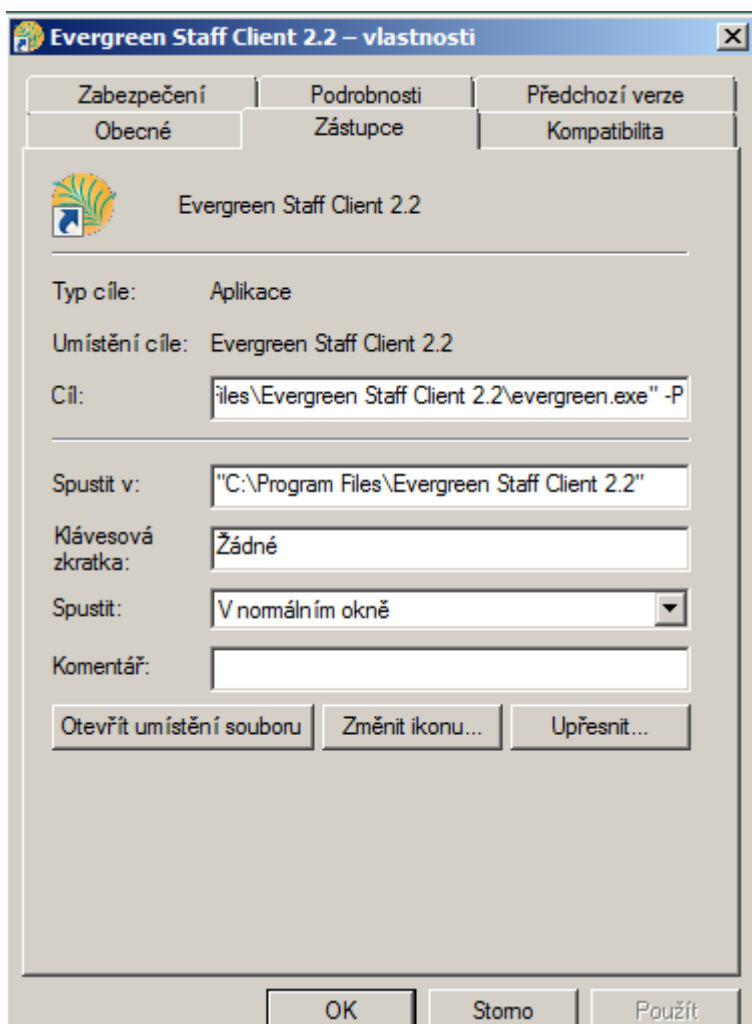 Evergreen Staff Client 2.2 – vlastnosti
Zabezpečení Podrobnosti Předchozí verze
Obecné Zástupce Kompatibilita
Evergreen Staff Client 2.2
Typ cíle: Aplikace
Umístění cíle: Evergreen Staff Client 2.2
Cíl: iles\Evergreen Staff Client 2.2\evergreen.exe" -P
Spustit v: "C:\Program Files\Evergreen Staff Client 2.2"
Klávesová zkratka: Žádné
Spustit: V normálním okně
Komentář:
Otevřít umístění souboru Změnit ikonu... Upřesnit...
OK Storno Použít